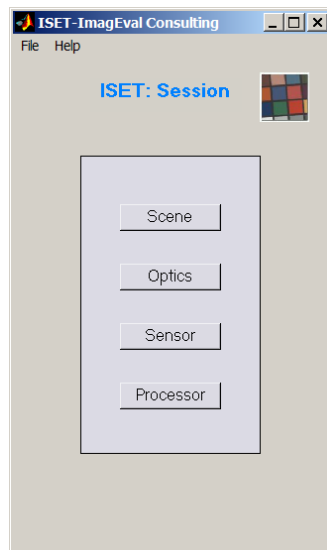 ISET-ImagEval Consulting
File Help
ISET: Session
Scene
Optics
Sensor
Processor